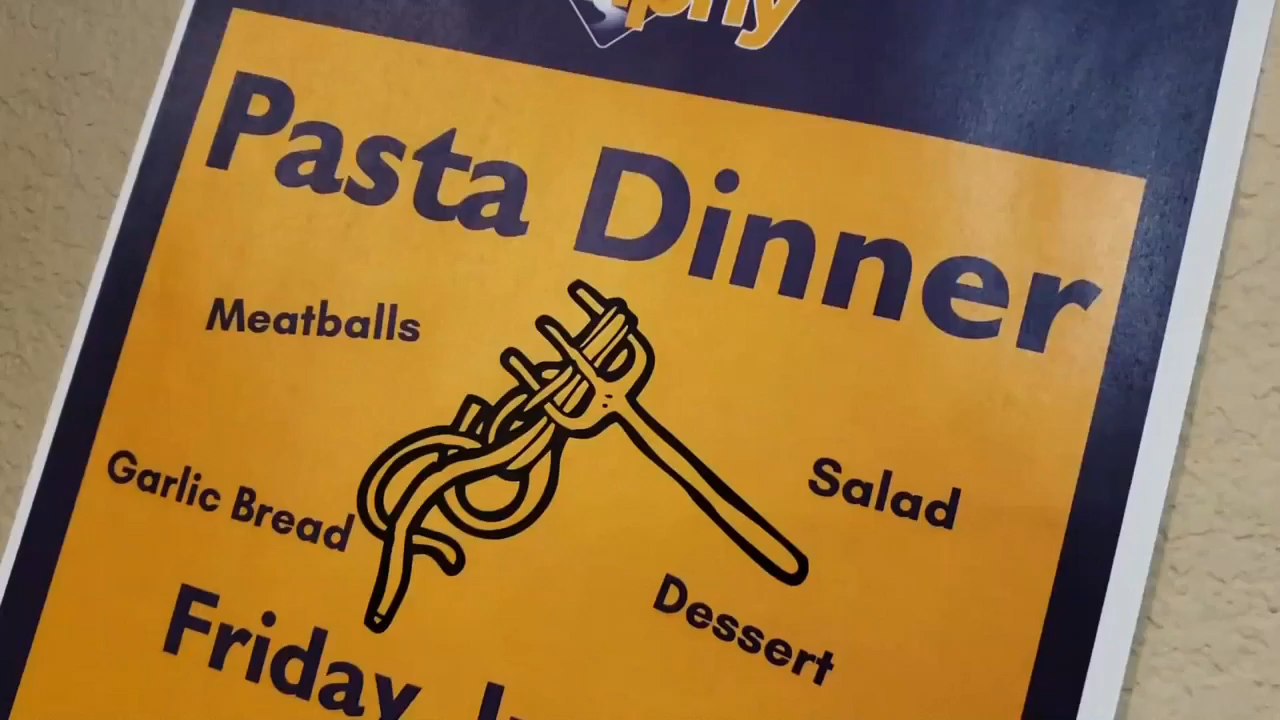 Pasta Dinner
Meatballs
Garlic Bread
Salad
Dessert
Friday